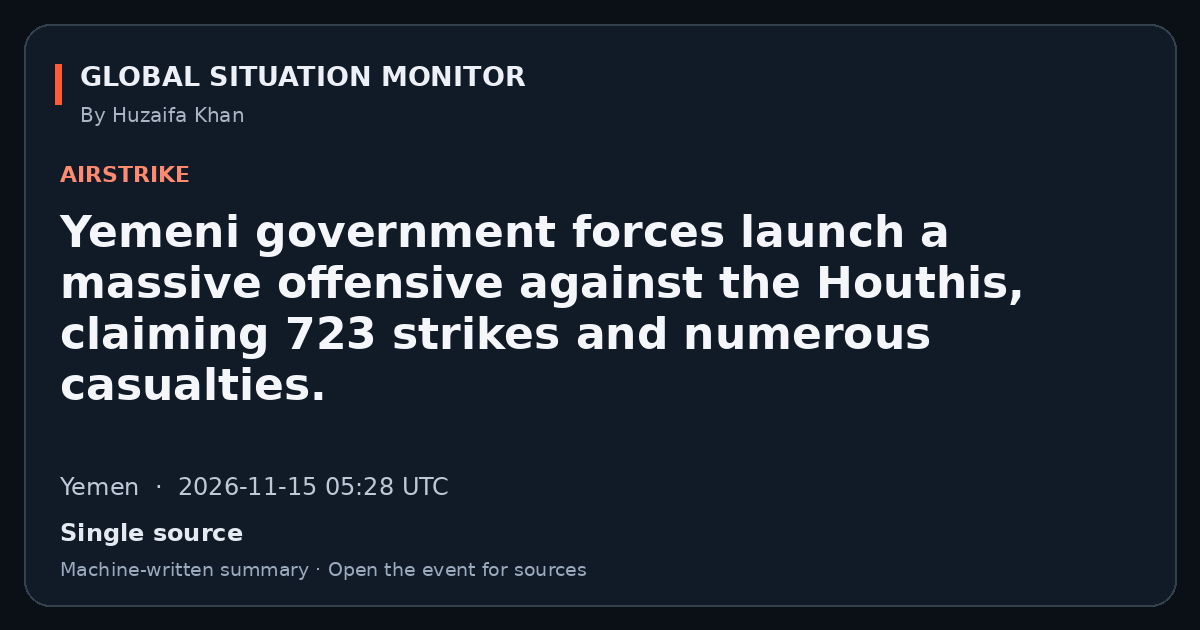 GLOBAL SITUATION MONITOR
By Huzaifa Khan
AIRSTRIKE
Yemeni government forces launch a
massive offensive against the Houthis,
claiming 723 strikes and numerous
casualties.
Yemen · 2026-11-15 05:28 UTC
Single source
Machine-written summary · Open the event for sources